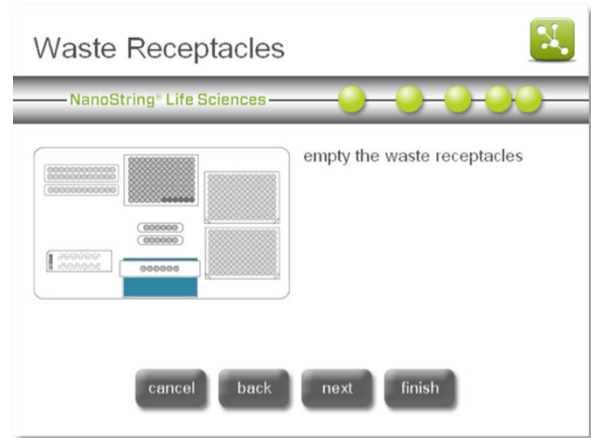 Waste Receptacles
NanoString® Life Sciences
empty the waste receptacles
cancel back next finish